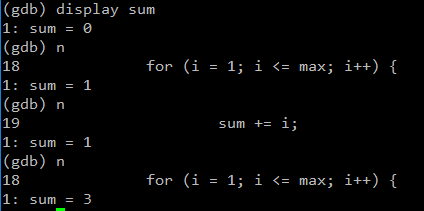 (gdb) display sum
1: sum = 0
(gdb) n
18                for (i = 1; i <= max; i++) {
1: sum = 1
(gdb) n
19                        sum += i;
1: sum = 1
(gdb) n
18                for (i = 1; i <= max; i++) {
1: sum = 3